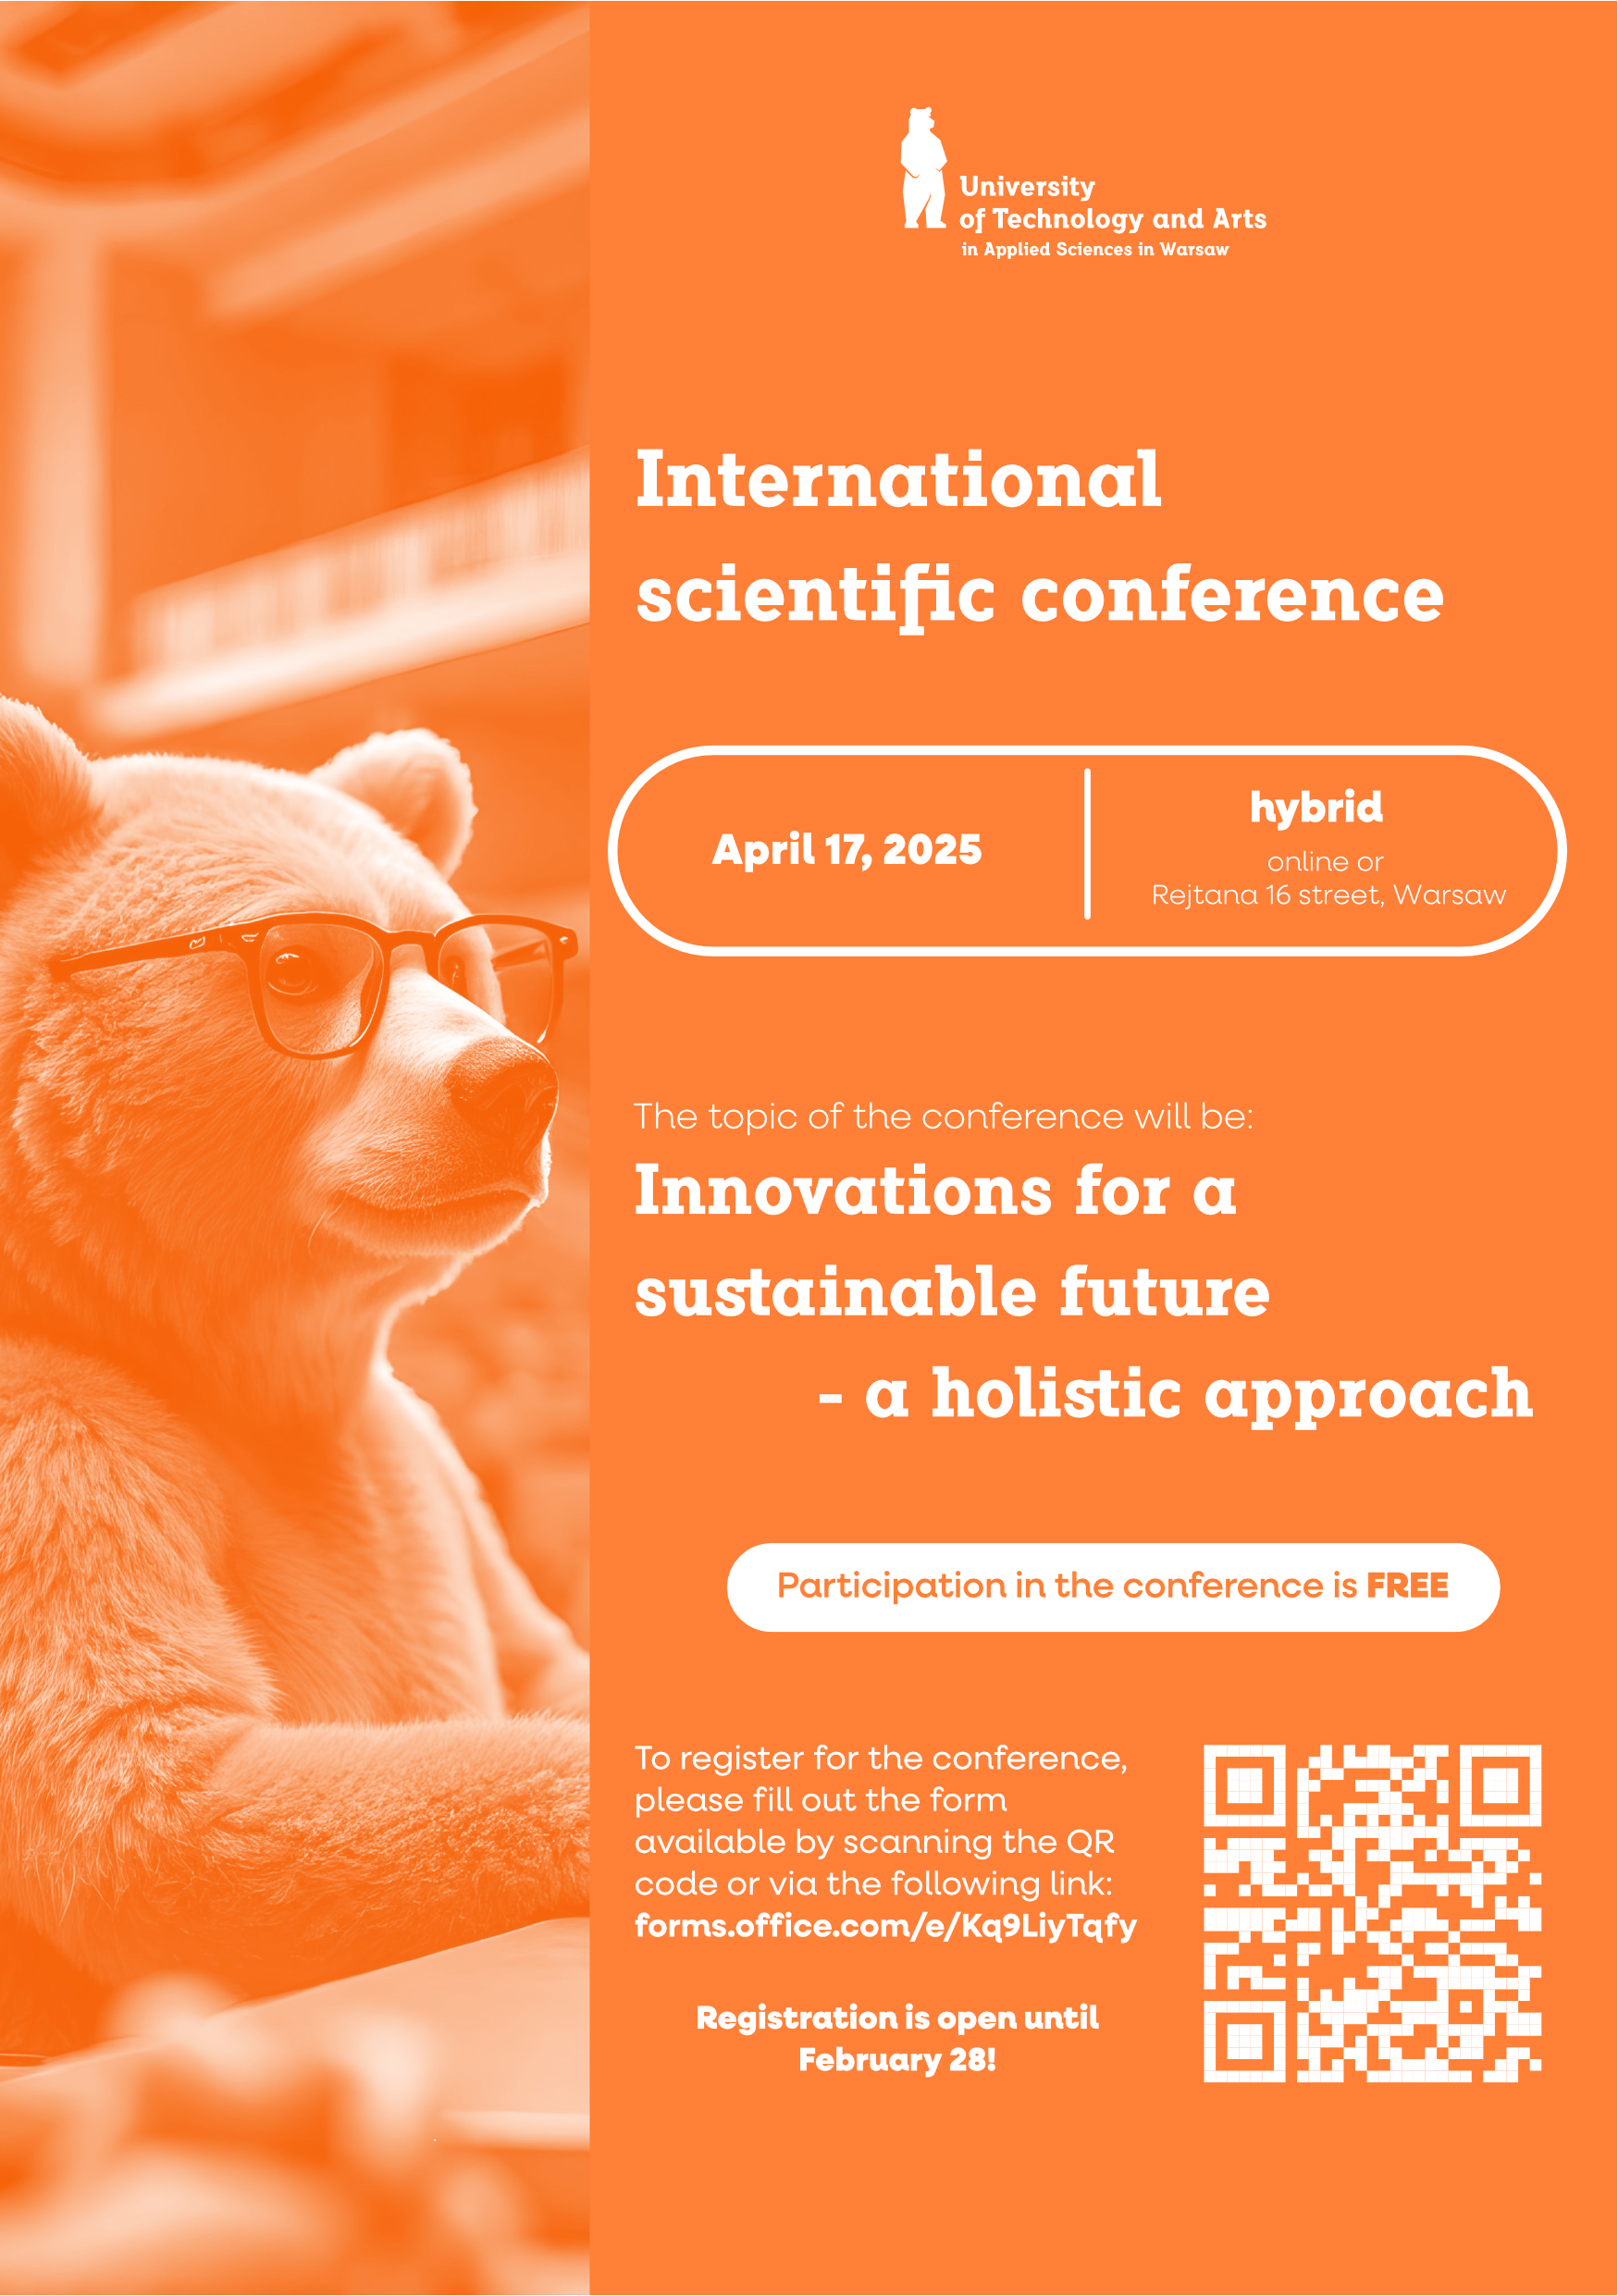 University
of Technology and Arts
in Applied Sciences in Warsaw
International
scientific conference
April 17, 2025
hybrid
online or
Rejtana 16 street, Warsaw
The topic of the conference will be:
Innovations for a
sustainable future
- a holistic approach
Participation in the conference is FREE
To register for the conference,
please fill out the form
available by scanning the QR
code or via the following link:
forms.office.com/e/Kq9LiyTqfy
Registration is open until
February 28!